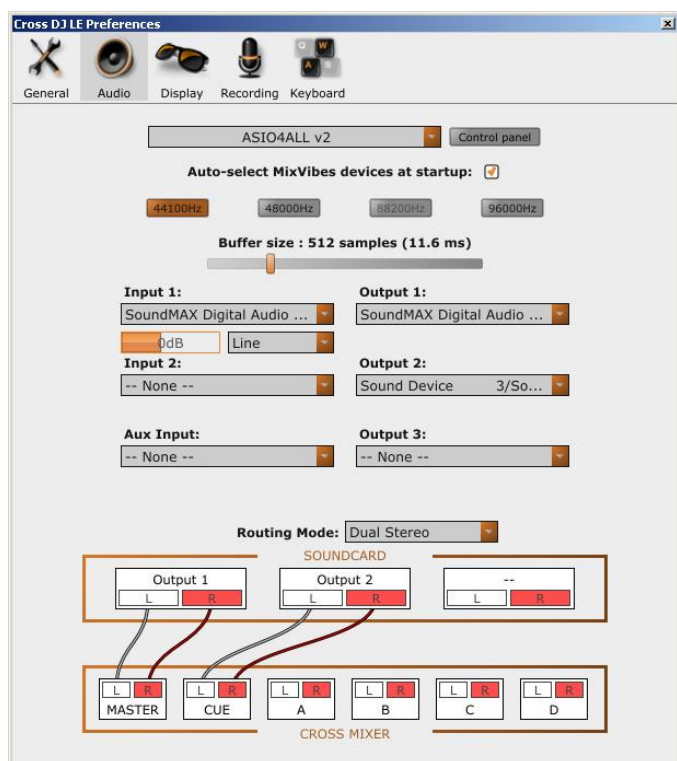 Cross DJ LE Preferences
General Audio Display Recording Keyboard
ASIO4ALL v2 Control panel
Auto-select MixVibes devices at startup:
44100Hz 48000Hz 88200Hz 96000Hz
Buffer size : 512 samples (11.6 ms)
Input 1: Output 1:
SoundMAX Digital Audio ... SoundMAX Digital Audio ...
0dB Line
Input 2: Output 2:
-- None -- Sound Device 3/So...
Aux Input: Output 3:
-- None -- -- None --
Routing Mode: Dual Stereo
SOUNDCARD
Output 1 Output 2 --
L R L R L R
L R L R L R L R L R L R
MASTER CUE A B C D
CROSS MIXER